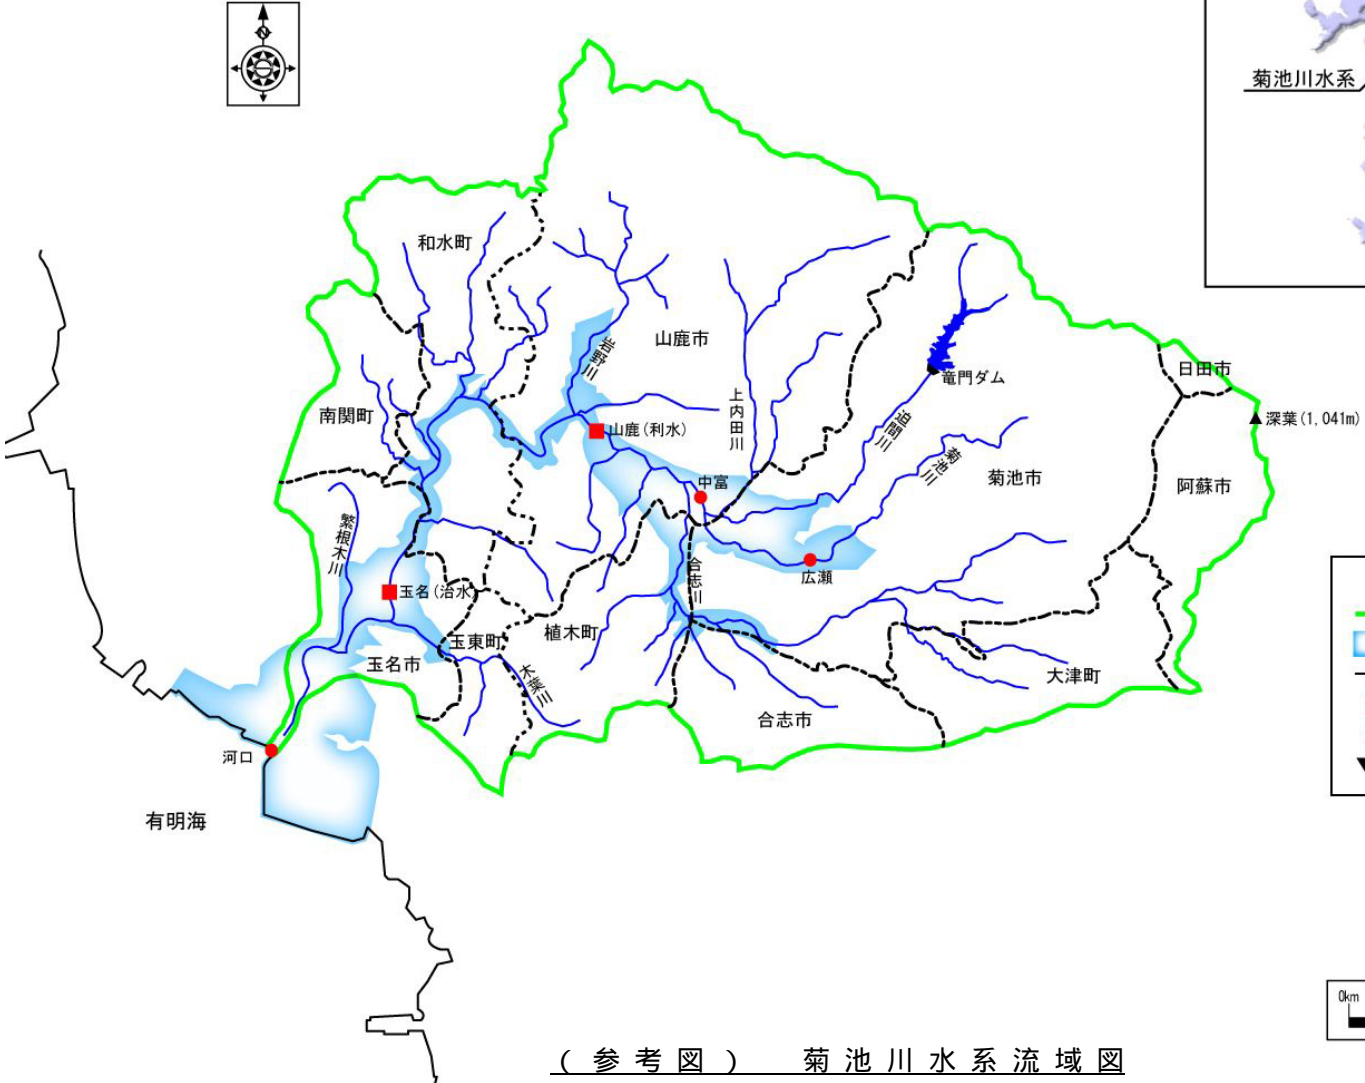 N
菊池川水系
和水町
山鹿市
岩野川
南関町
上内田川
山鹿(利水)
竜門ダム
迫間川
菊池川
日田市
深葉(1,041m)
中富
菊池市
阿蘇市
繁根木川
合志川
広瀬
玉名(治水)
玉東町
植木町
玉名市
木葉川
大津町
合志市
河口
有明海
0km
(参考図) 菊池川水系流域図